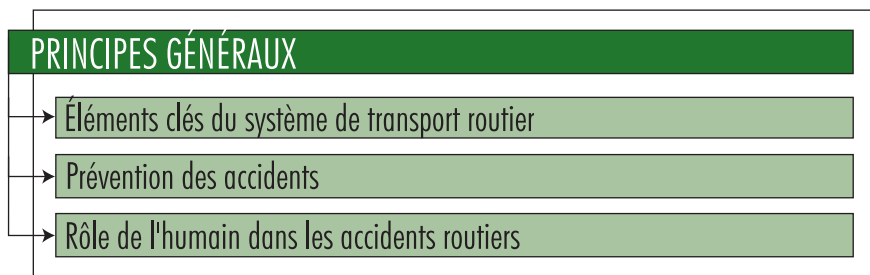 PRINCIPES GÉNÉRAUX
Éléments clés du système de transport routier
Prévention des accidents
Rôle de l'humain dans les accidents routiers